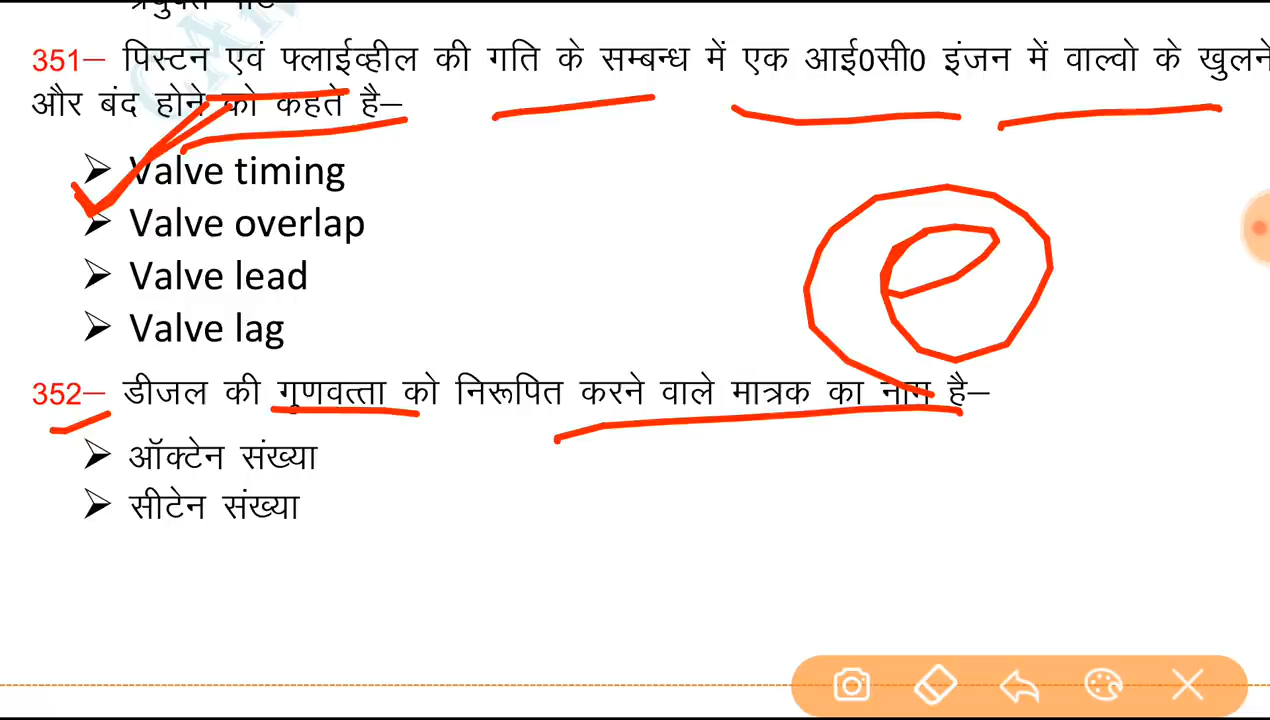 351– पिस्टन एवं फ्लाईव्हील की गति के सम्बन्ध में एक आई0सी0 इंजन में वाल्वो के खुलने
और बंद होने को कहते है–
Valve timing
Valve overlap
Valve lead
Valve lag
352– डीजल की गुणवत्ता को निरूपित करने वाले मात्रक का नाम है–
ऑक्टेन संख्या
सीटेन संख्या